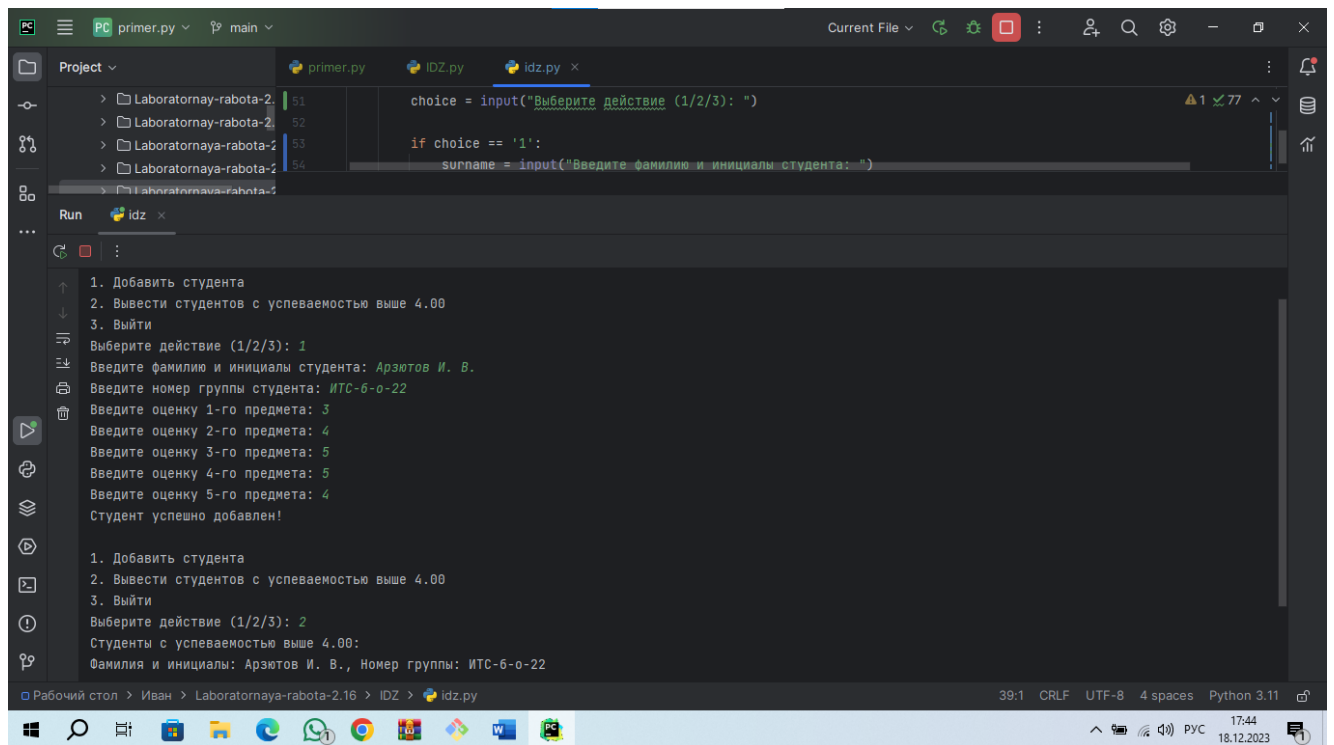 PC primer.py main Current File
Project primer.py IDZ.py idz.py
Laboratornay-rabota-2. 51 choice = input("Выберите действие (1/2/3): ") 1 77
Laboratornay-rabota-2. 52
Laboratornaya-rabota-2 53 if choice == '1':
Laboratornaya-rabota-2 54 surname = input("Введите фамилию и инициалы студента: ")
Laboratornaya-rabota-2
Run idz
1. Добавить студента
2. Вывести студентов с успеваемостью выше 4.00
3. Выйти
Выберите действие (1/2/3): 1
Введите фамилию и инициалы студента: Арзютов И. В.
Введите номер группы студента: ИТС-б-о-22
Введите оценку 1-го предмета: 3
Введите оценку 2-го предмета: 4
Введите оценку 3-го предмета: 5
Введите оценку 4-го предмета: 5
Введите оценку 5-го предмета: 4
Студент успешно добавлен!
1. Добавить студента
2. Вывести студентов с успеваемостью выше 4.00
3. Выйти
Выберите действие (1/2/3): 2
Студенты с успеваемостью выше 4.00:
Фамилия и инициалы: Арзютов И. В., Номер группы: ИТС-б-о-22
Рабочий стол > Иван > Laboratornaya-rabota-2.16 > IDZ > idz.py 39:1 CRLF UTF-8 4 spaces Python 3.11
РУС 17:44
18.12.2023